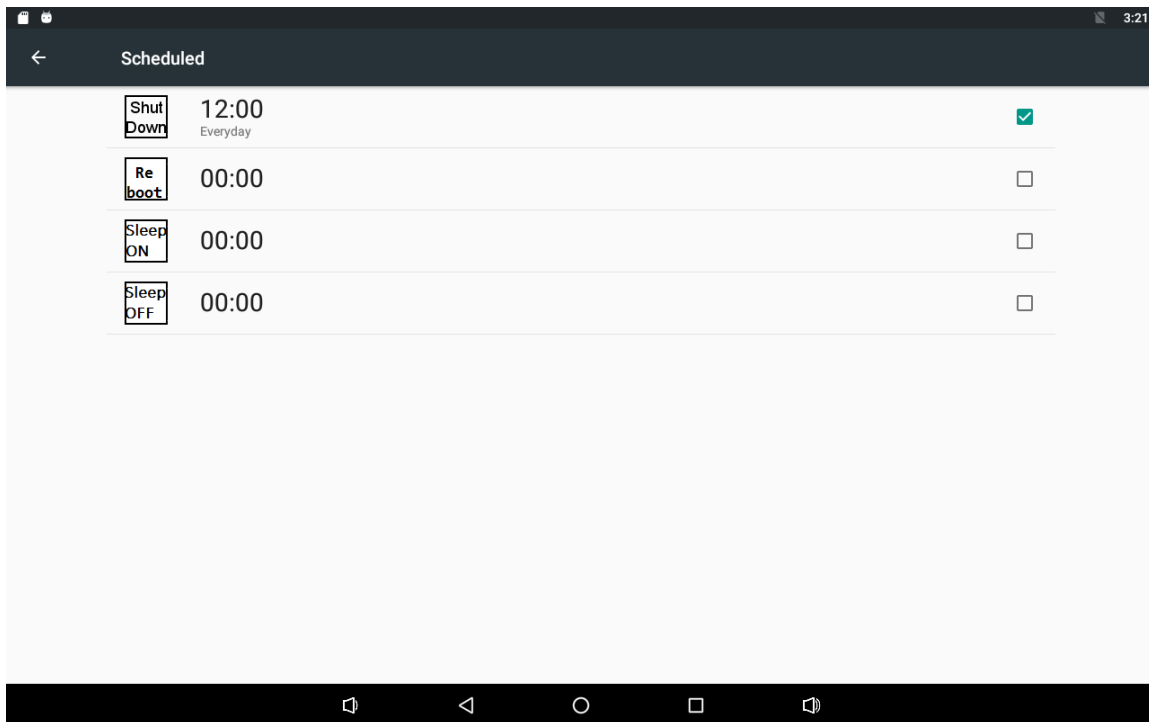 3:21
Scheduled
Shut
Down
12:00
Everyday
Re
boot
00:00
Sleep
ON
00:00
Sleep
OFF
00:00